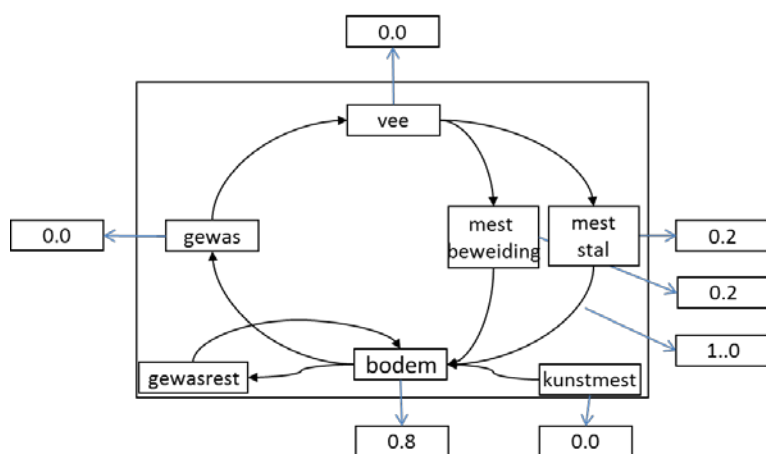 0.0
vee
0.0
gewas
mest
beweiding
mest
stal
0.2
0.2
1..0
gewasrest
bodem
kunstmest
0.8
0.0